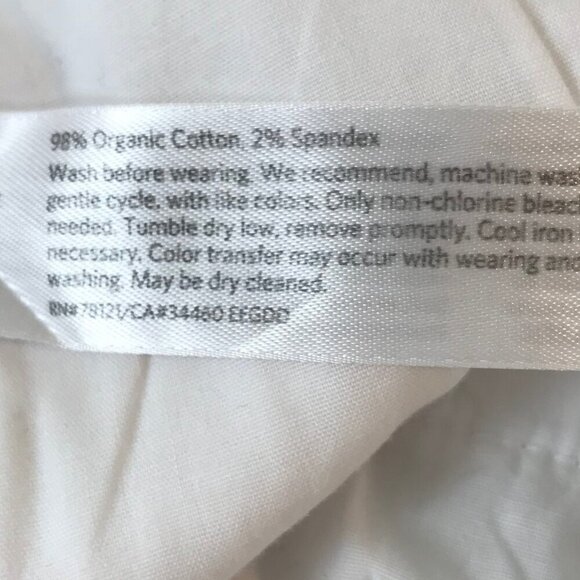 98% Organic Cotton, 2% Spandex
Wash before wearing. We recommend, machine was
gentle cycle, with like colors. Only non-chlorine bleac
needed. Tumble dry low, remove promptly. Cool iron
necessary. Color transfer may occur with wearing and
washing. May be dry cleaned.
RN# 78121/CA#34460 EFGDD